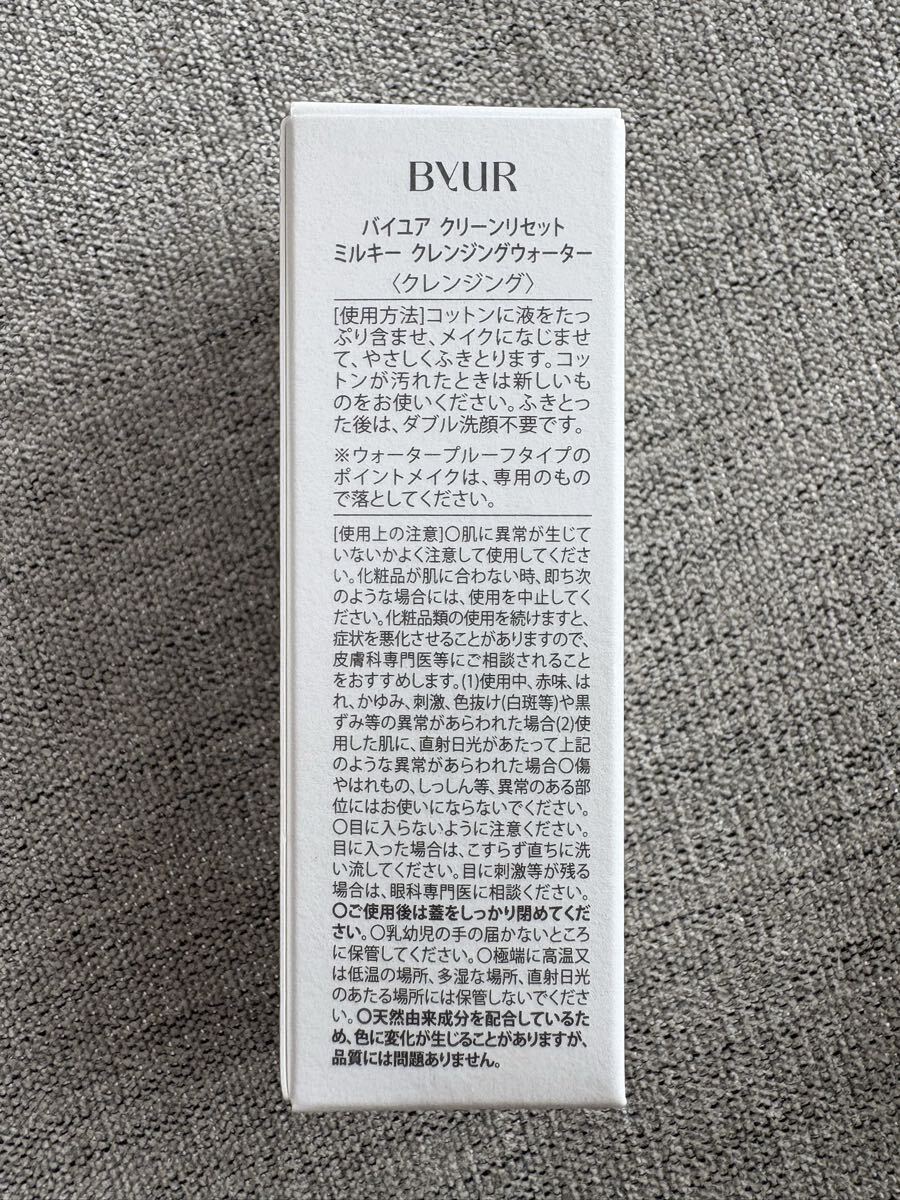 BYUR
バイユア クリーンリセット
ミルキー クレンジングウォーター
〈クレンジング〉
[使用方法]コットンに液をたっ
ぷり含ませ、メイクになじませ
て、やさしくふきとります。コッ
トンが汚れたときは新しいも
のをお使いください。ふきとっ
た後は、ダブル洗顔不要です。
※ウォータープルーフタイプの
ポイントメイクは、専用のもの
で落としてください。
[使用上の注意]〇肌に異常が生じ
ていないかよく注意して使用してくださ
い。化粧品が肌に合わない時、即ち次
のような場合には、使用を中止してく
ださい。化粧品類の使用を続けますと、
症状を悪化させることがありますので、
皮膚科専門医等にご相談されること
をおすすめします。(1)使用中、赤味、は
れ、かゆみ、刺激、色抜け(白斑等)や黒
ずみ等の異常があらわれた場合(2)使
用した肌に、直射日光があたって上記
のような異常があらわれた場合〇傷
やはれもの、しっしん等、異常のある部
位にはお使いにならないでください。
〇目に入らないように注意ください。
目に入った場合は、こすらず直ちに洗
い流してください。目に刺激等が残る
場合は、眼科専門医に相談ください。
〇ご使用後は蓋をしっかり閉めてくだ
さい。〇乳幼児の手の届かないところ
に保管してください。〇極端に高温又
は低温の場所、多湿な場所、直射日光
のあたる場所には保管しないでくださ
い。〇天然由来成分を配合しているた
め、色に変化が生じることがありますが、
品質には問題ありません。